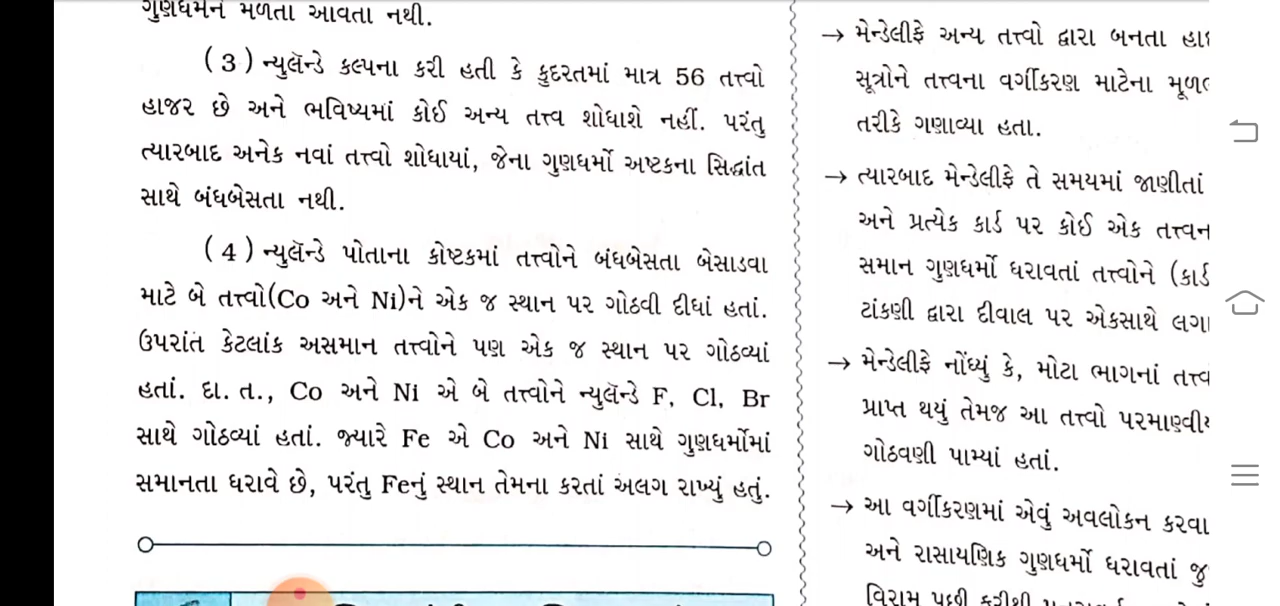 ગુણધર્મને મળતા આવતા નથી.
(3) ન્યુલૅન્ડે કલ્પના કરી હતી કે કુદરતમાં માત્ર 56 તત્ત્વો
હાજર છે અને ભવિષ્યમાં કોઈ અન્ય તત્ત્વ શોધાશે નહીં. પરંતુ
ત્યારબાદ અનેક નવાં તત્ત્વો શોધાયાં, જેના ગુણધર્મો અષ્ટકના સિદ્ધાંત
સાથે બંધબેસતા નથી.
(4) ન્યુલૅન્ડે પોતાના કોષ્ટકમાં તત્ત્વોને બંધબેસતા બેસાડવા
માટે બે તત્ત્વો(Co અને Ni)ને એક જ સ્થાન પર ગોઠવી દીધાં હતાં.
ઉપરાંત કેટલાંક અસમાન તત્ત્વોને પણ એક જ સ્થાન પર ગોઠવ્યાં
હતાં. દા. ત., Co અને Ni એ બે તત્ત્વોને ન્યુલૅન્ડે F, Cl, Br
સાથે ગોઠવ્યાં હતાં. જ્યારે Fe એ Co અને Ni સાથે ગુણધર્મોમાં
સમાનતા ધરાવે છે, પરંતુ Feનું સ્થાન તેમના કરતાં અલગ રાખ્યું હતું.
→ મેન્ડેલીફે અન્ય તત્ત્વો દ્વારા બનતા
સૂત્રોને તત્ત્વના વર્ગીકરણ માટેના
તરીકે ગણાવ્યા હતા.
→ ત્યારબાદ મેન્ડેલીફે તે સમયમાં જાણીતાં
અને પ્રત્યેક કાર્ડ પર કોઈ એક
સમાન ગુણધર્મો ધરાવતાં તત્ત્વોને (કાર્ડ
ટાંકણી દ્વારા દીવાલ પર એકસાથે
→ મેન્ડેલીફે નોંધ્યું કે, મોટા ભાગનાં
પ્રાપ્ત થયું તેમજ આ તત્ત્વો
ગોઠવણી પામ્યાં હતાં.
→ આ વર્ગીકરણમાં એવું અવલોકન કરવા
અને રાસાયણિક ગુણધર્મો ધરાવતાં
વિરામ પછી ફરીથી